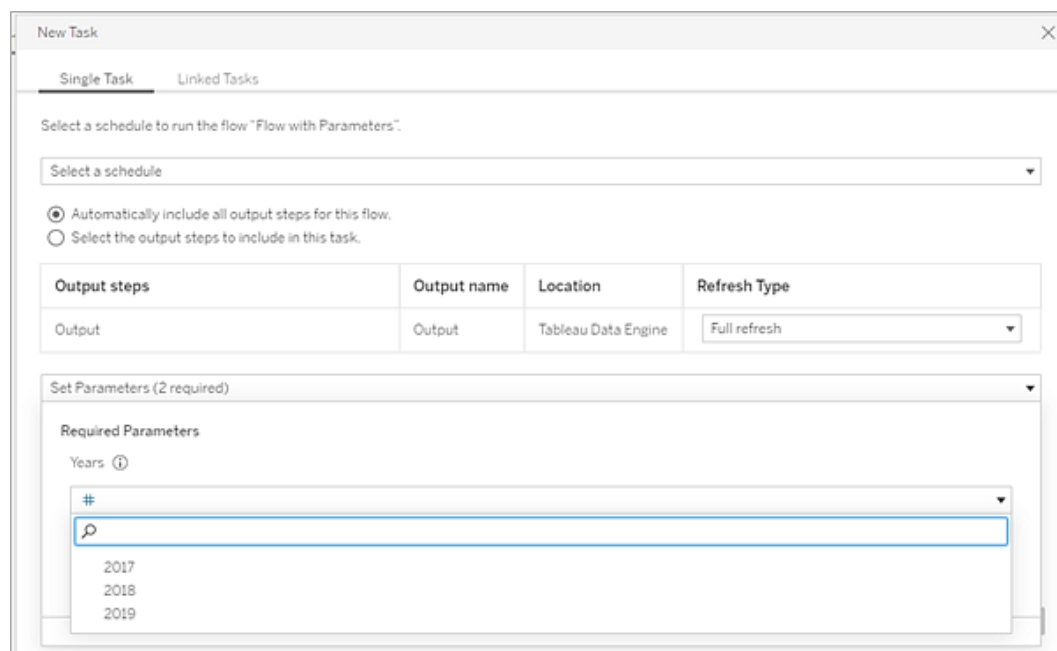 New Task
Single Task Linked Tasks
Select a schedule to run the flow "Flow with Parameters".
Select a schedule
Automatically include all output steps for this flow.
Select the output steps to include in this task.
Output steps Output name Location Refresh Type
Output Output Tableau Data Engine Full refresh
Set Parameters (2 required)
Required Parameters
Years
#
2017
2018
2019